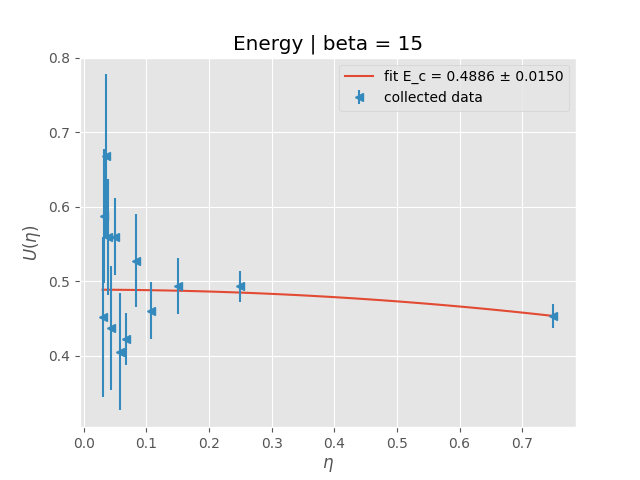 Energy | beta = 15
fit E_c = 0.4886 ± 0.0150
collected data
U(η)
0.8
0.7
0.6
0.5
0.4
0.0 0.1 0.2 0.3 0.4 0.5 0.6 0.7
η